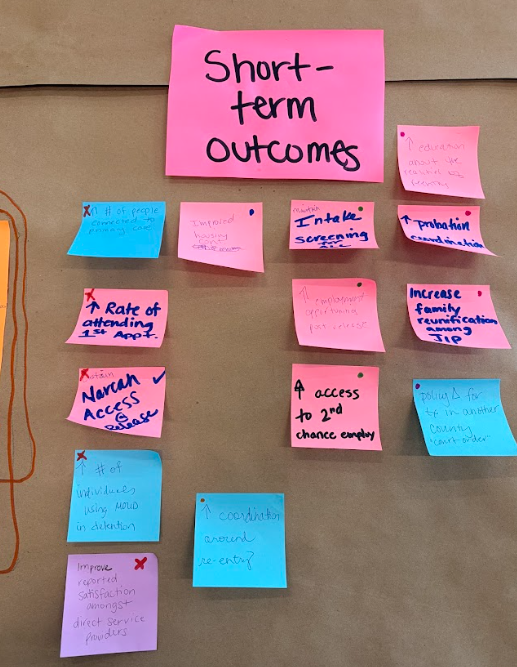 Short-
term
outcomes
↑ education
about the
↑ # of people
connected to
primary care
Improved
housing
maintain
Intake
screening
for
↑ probation
coordination
↑ Rate of
attending
1st Appt.
↑ employment
opportunities
release
Increase
family
reunification
among
JIP
Narcan
Access
@
Release
↑ access
to 2nd
chance employ
policy Δ for
tx in another
county
court order
↑ # of
individuals
using MOUD
in detention
↑ coordination
around
re-entry?
Improve
reported
satisfaction
amongst
direct service
providers